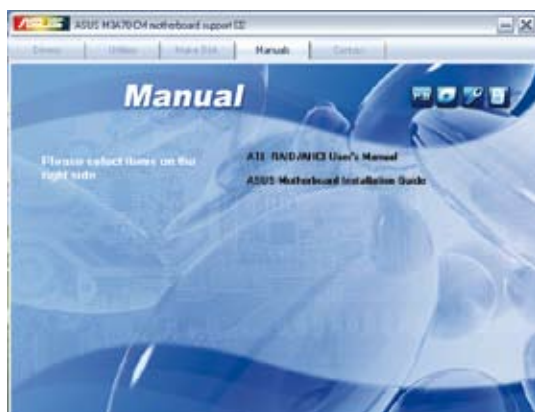 ASUS M3A78-CM motherboard support CD
Drivers Utilities Make Disk Manuals Contact
Manual
Please select items on the
right side
ATI RAID/AHCI User's Manual
ASUS Motherboard Installation Guide